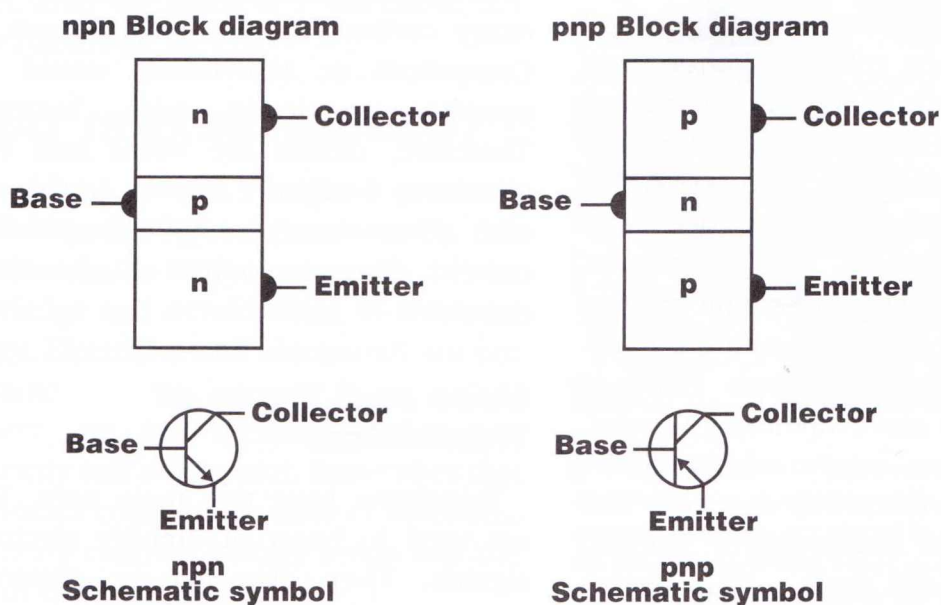 npn Block diagram
n
Collector
Base
p
n
Emitter
Collector
Base
Emitter
npn
Schematic symbol
pnp Block diagram
p
Collector
Base
n
p
Emitter
Collector
Base
Emitter
pnp
Schematic symbol